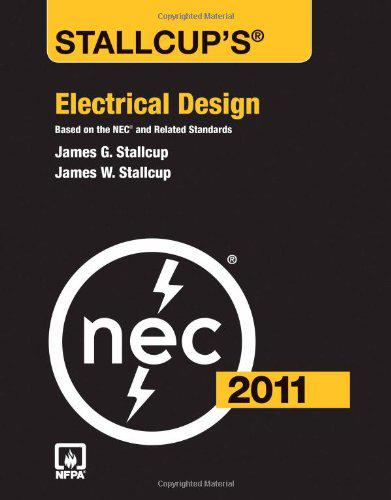 Copyrighted Material
STALLCUP'S®
Electrical Design
Based on the NEC® and Related Standards
James G. Stallcup
James W. Stallcup
nec®
2011
NFPA®
Copyrighted Material